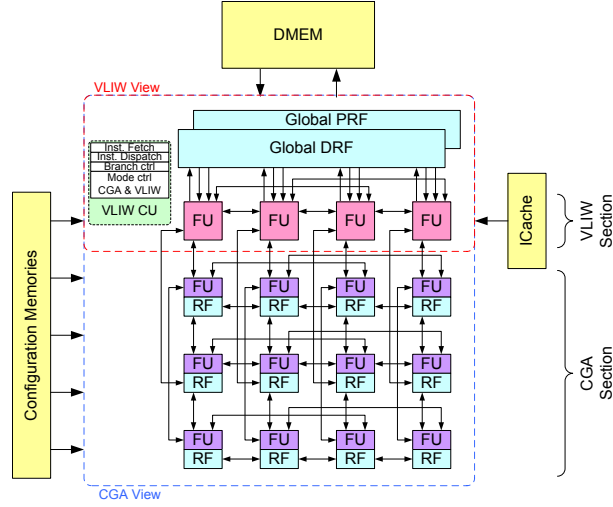 DMEM
VLIW View
Global PRF
Global DRF
Inst. Fetch
Inst. Dispatch
Branch ctrl
Mode ctrl
CGA & VLIW
VLIW CU
FU FU FU FU
ICache
VLIW
Section
Configuration Memories
FU FU FU FU
RF RF RF RF
FU FU FU FU
RF RF RF RF
FU FU FU FU
RF RF RF RF
CGA
Section
CGA View